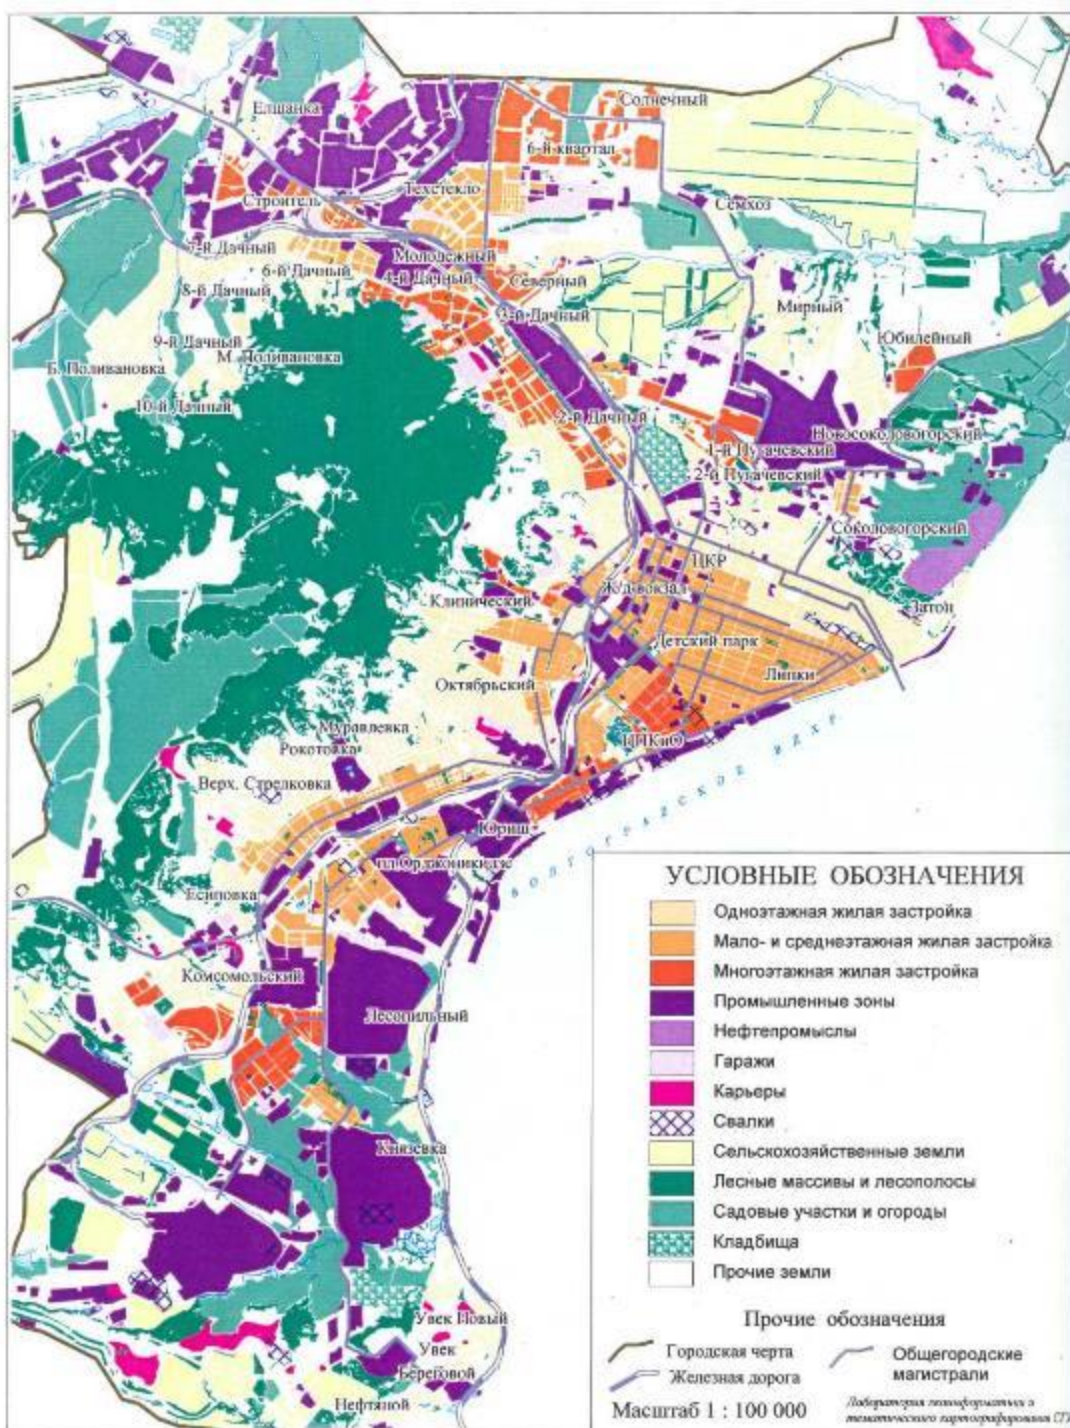 Елшанка
Солнечный
6-й квартал
Техстекло
Строитель
Семхоз
7-й Дачный
Молодежный
6-й Дачный
4-й Дачный
Северный
8-й Дачный
3-й Дачный
Мирный
9-й Дачный
М. Поливановка
Юбилейный
Б. Поливановка
10-й Дачный
2-й Дачный
Новосоколовогорский
1-й Пугачевский
2-й Пугачевский
Соколовогорский
ЦКР
Ж/д вокзал
Клинический
Затон
Детский парк
Липки
Октябрьский
Муравлевка
ЦПКиО
Рокотовка
Верх. Стрелковка
ВОЛГОГРАДСКОЕ ВДХР.
Юриш
пл.Орджоникидзе
Есиповка
Комсомольский
Лесопильный
Князевка
Увек Новый
Увек
Береговой
Нефтяной
УСЛОВНЫЕ ОБОЗНАЧЕНИЯ
Одноэтажная жилая застройка
Мало- и среднеэтажная жилая застройка
Многоэтажная жилая застройка
Промышленные зоны
Нефтепромыслы
Гаражи
Карьеры
Свалки
Сельскохозяйственные земли
Лесные массивы и лесополосы
Садовые участки и огороды
Кладбища
Прочие земли
Прочие обозначения
Городская черта
Железная дорога
Общегородские
магистрали
Масштаб 1 : 100 000
Лаборатория геоинформатики и
тематического картографирования СГУ